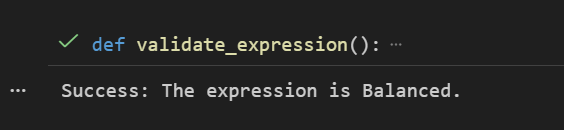 def validate_expression(): ···
Success: The expression is Balanced.